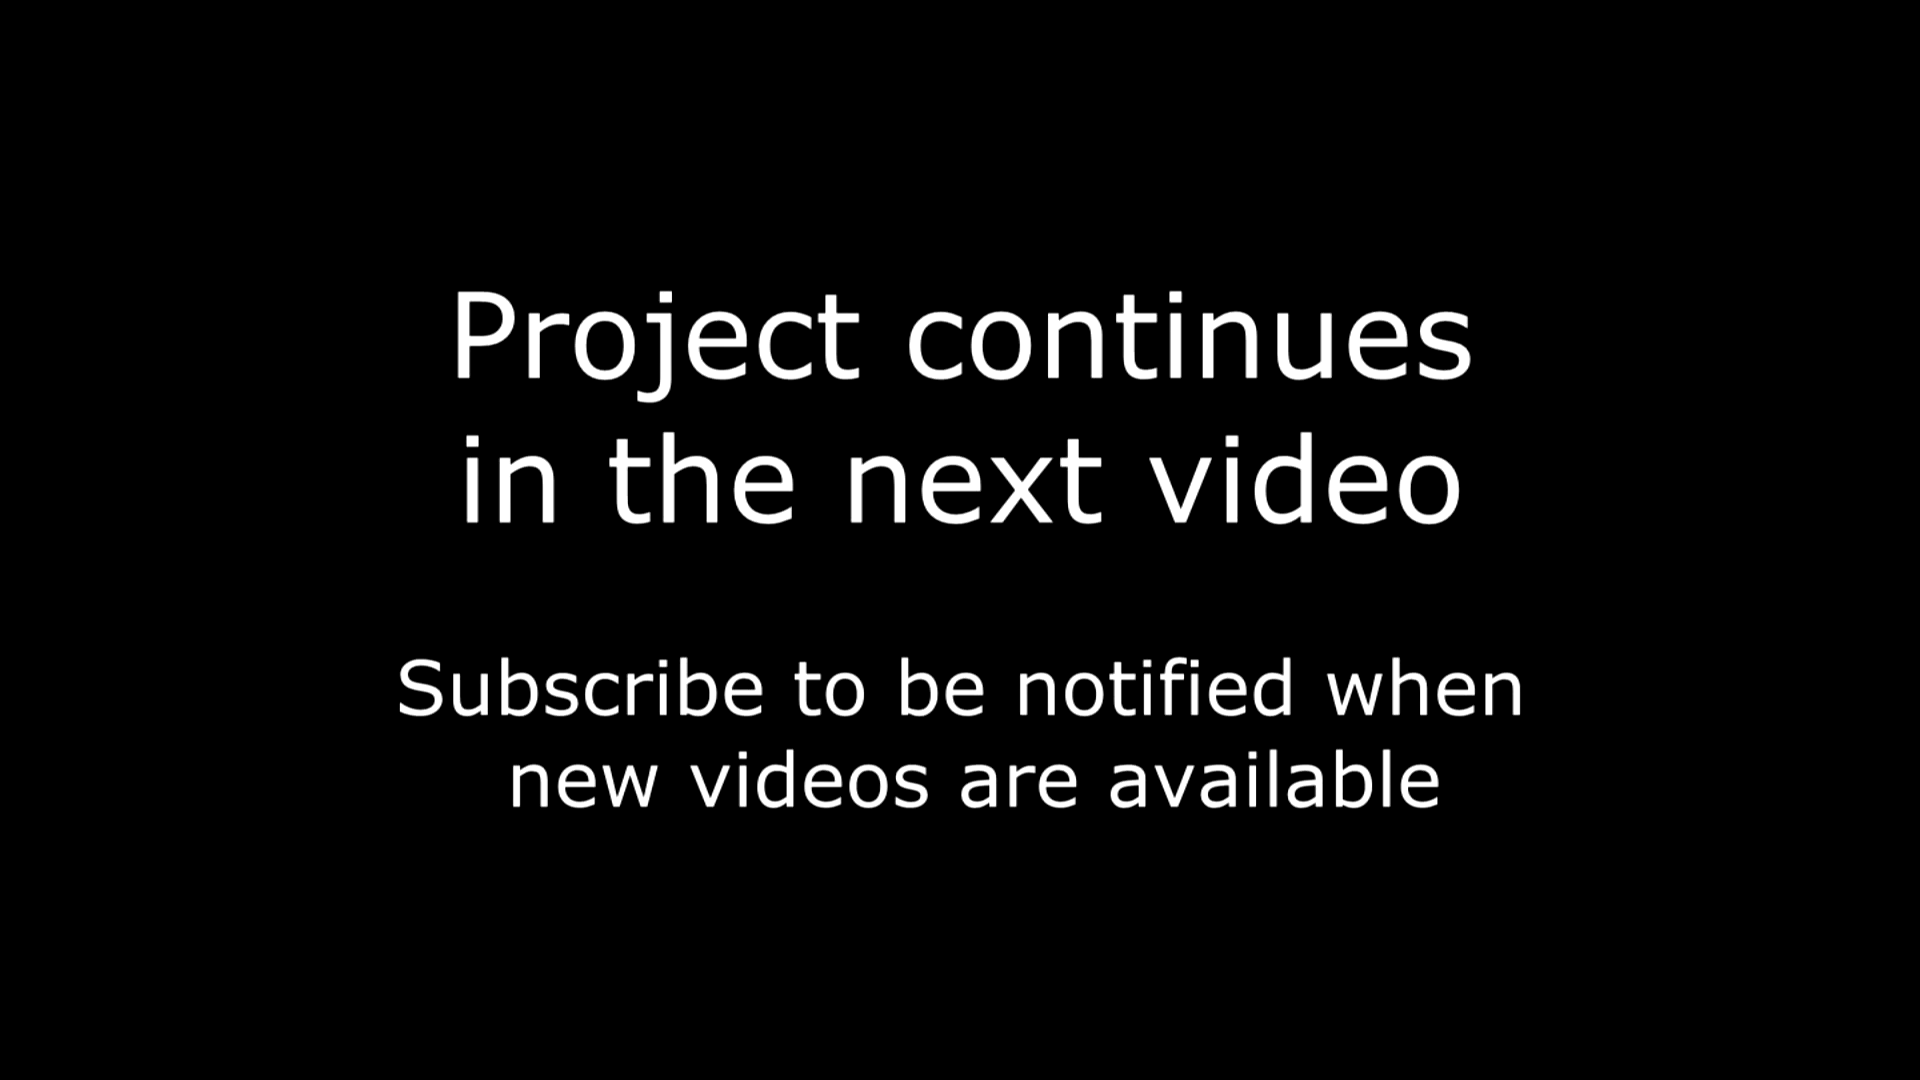 Project continues
in the next video
Subscribe to be notified when
new videos are available